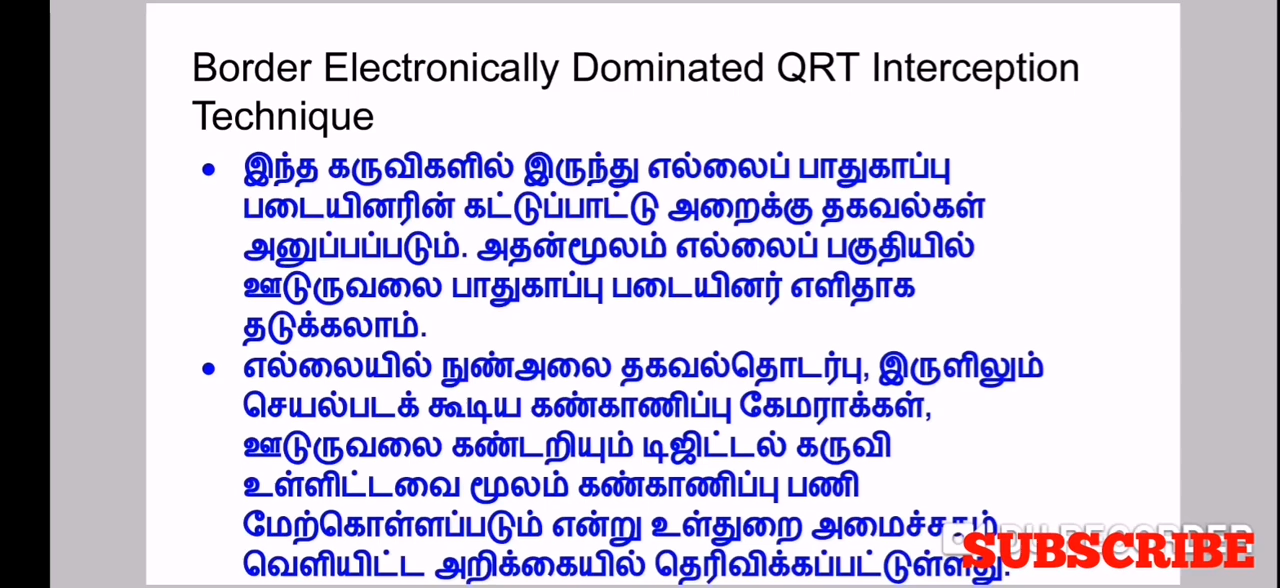 Border Electronically Dominated QRT Interception
Technique
இந்த கருவிகளில் இருந்து எல்லைப் பாதுகாப்பு
படையினரின் கட்டுப்பாட்டு அறைக்கு தகவல்கள்
அனுப்பப்படும். அதன்மூலம் எல்லைப் பகுதியில்
ஊடுருவலை பாதுகாப்பு படையினர் எளிதாக
தடுக்கலாம்.
எல்லையில் நுண்அலை தகவல்தொடர்பு, இருளிலும்
செயல்படக் கூடிய கண்காணிப்பு கேமராக்கள்,
ஊடுருவலை கண்டறியும் டிஜிட்டல் கருவி
உள்ளிட்டவை மூலம் கண்காணிப்பு பணி
மேற்கொள்ளப்படும் என்று உள்துறை அமைச்சகம்
வெளியிட்ட அறிக்கையில் தெரிவிக்கப்பட்டுள்ளது.
RECORDER
SUBSCRIBE